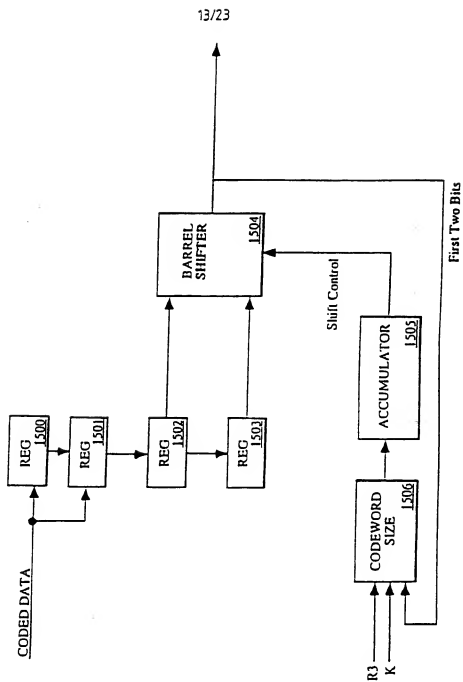 13/23
CODED DATA
REG
1500
REG
1501
REG
1502
REG
1503
BARREL
SHIFTER
1504
Shift Control
First Two Bits
R3
K
CODEWORD
SIZE
1506
ACCUMULATOR
1505